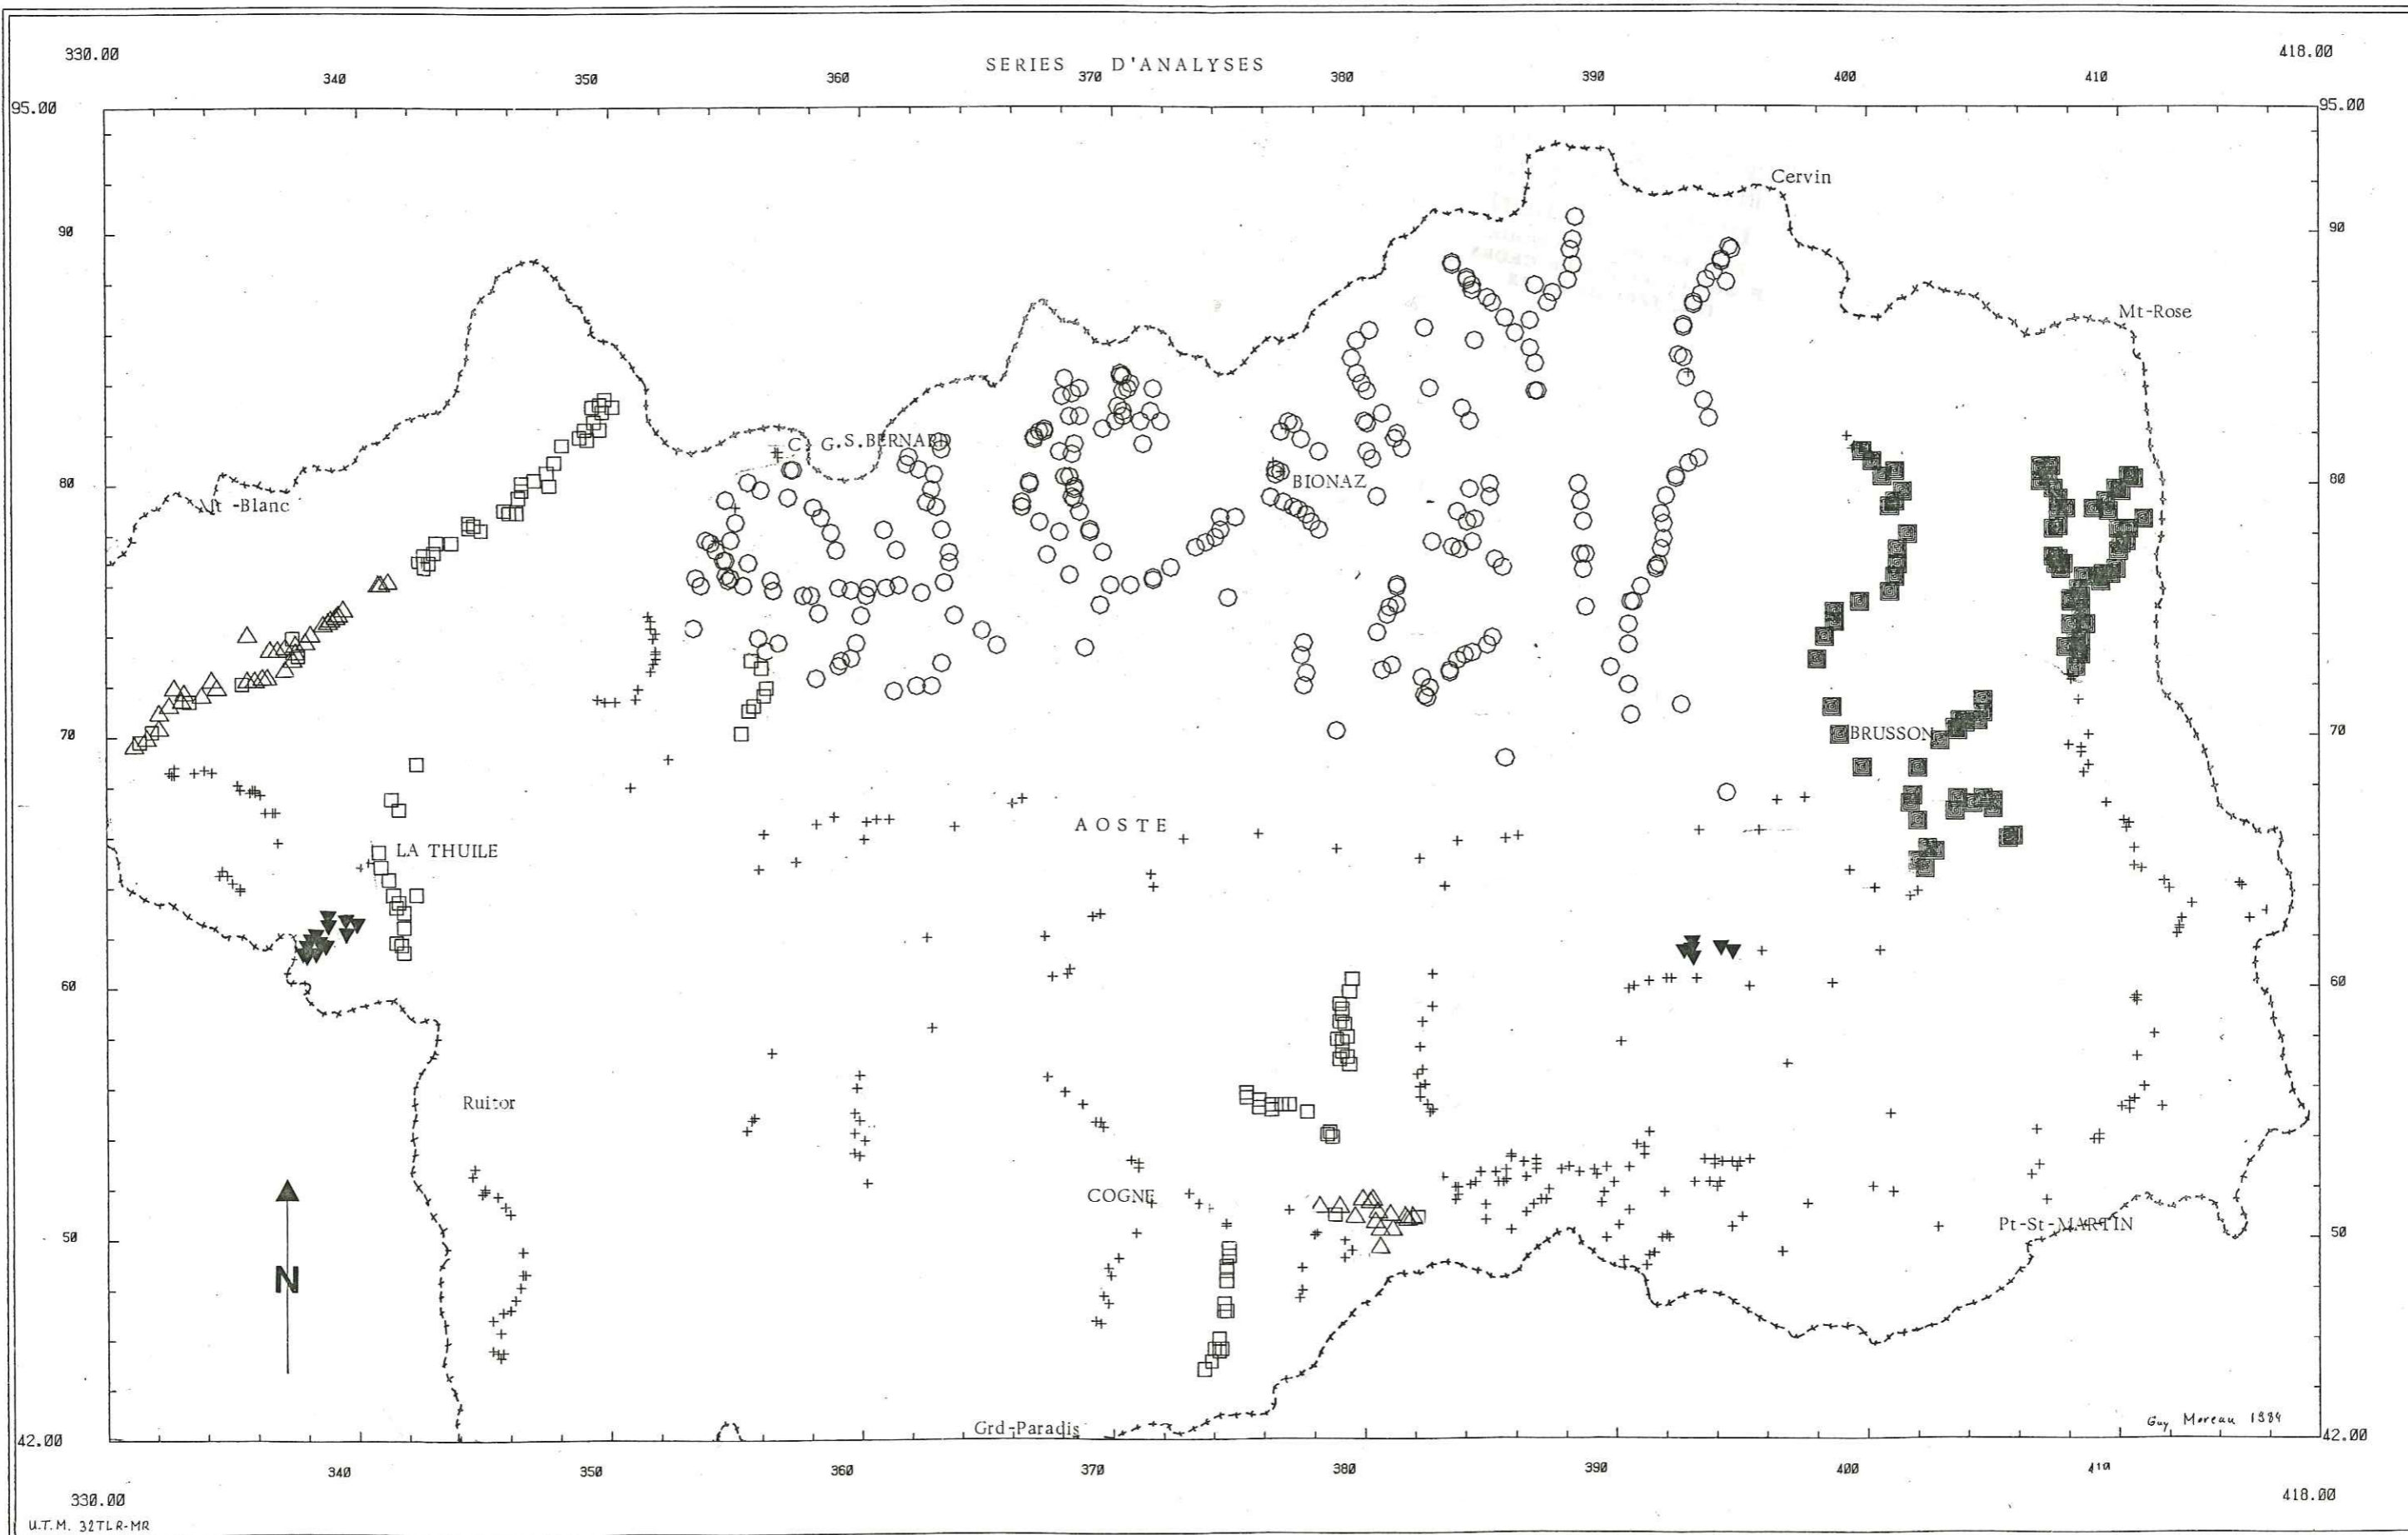 330.00
418.00
SERIES D'ANALYSES
340 350 360 370 380 390 400 410
95.00 95.00
Cervin
90 90
Mt-Rose
C G.S.BERNARD
80 80
BIONAZ
Mt -Blanc
70 70
BRUSSON
AOSTE
LA THUILE
60 60
Ruitor
COGNE
50 50
Pt-St-MARTIN
N
Guy Moreau 1984
Grd-Paradis
42.00 42.00
340 350 360 370 380 390 400 410
330.00 418.00
U.T.M. 32TLR-MR